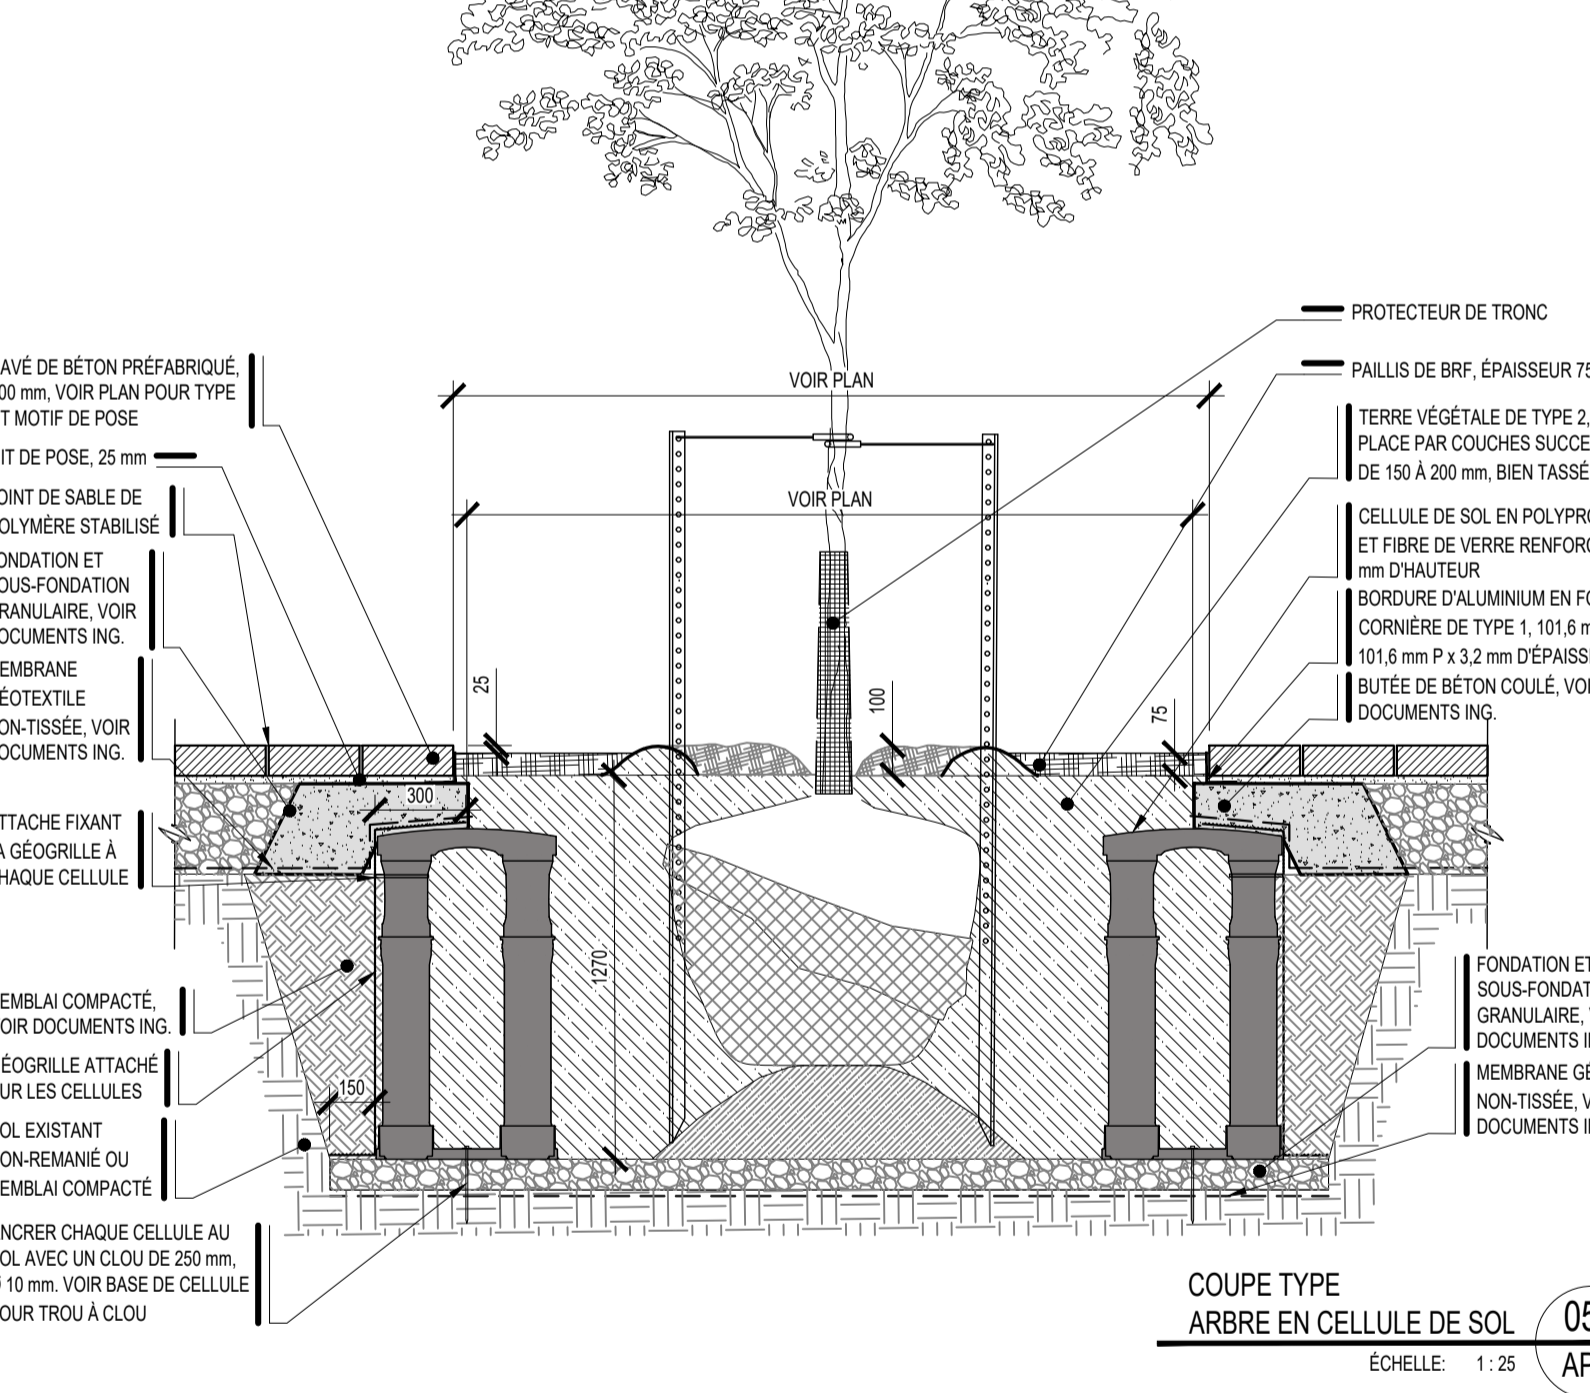 AVÉ DE BÉTON PRÉFABRIQUÉ,
00 mm, VOIR PLAN POUR TYPE
T MOTIF DE POSE
IT DE POSE, 25 mm
OINT DE SABLE DE
OLYMÈRE STABILISÉ
ONDATION ET
OUS-FONDATION
RANULAIRE, VOIR
OCUMENTS ING.
EMBRANE
ÉOTEXTILE
ON-TISSÉE, VOIR
OCUMENTS ING.
TTACHE FIXANT
A GÉOGRILLE À
HAQUE CELLULE
EMBLAI COMPACTÉ,
OIR DOCUMENTS ING.
ÉOGRILLE ATTACHÉ
UR LES CELLULES
OL EXISTANT
ON-REMANIÉ OU
EMBLAI COMPACTÉ
NCRER CHAQUE CELLULE AU
OL AVEC UN CLOU DE 250 mm,
10 mm. VOIR BASE DE CELLULE
OUR TROU À CLOU
VOIR PLAN
VOIR PLAN
25
100
75
300
1270
150
PROTECTEUR DE TRONC
PAILLIS DE BRF, ÉPAISSEUR 75
TERRE VÉGÉTALE DE TYPE 2,
PLACE PAR COUCHES SUCCE
DE 150 À 200 mm, BIEN TASSÉ
CELLULE DE SOL EN POLYPRO
ET FIBRE DE VERRE RENFORC
mm D'HAUTEUR
BORDURE D'ALUMINIUM EN FO
CORNIÈRE DE TYPE 1, 101,6 m
101,6 mm P x 3,2 mm D'ÉPAISSE
BUTÉE DE BÉTON COULÉ, VOI
DOCUMENTS ING.
FONDATION ET
SOUS-FONDAT
GRANULAIRE, V
DOCUMENTS IN
MEMBRANE GÉ
NON-TISSÉE, V
DOCUMENTS IN
COUPE TYPE
ARBRE EN CELLULE DE SOL
ÉCHELLE: 1 : 25
05
AP